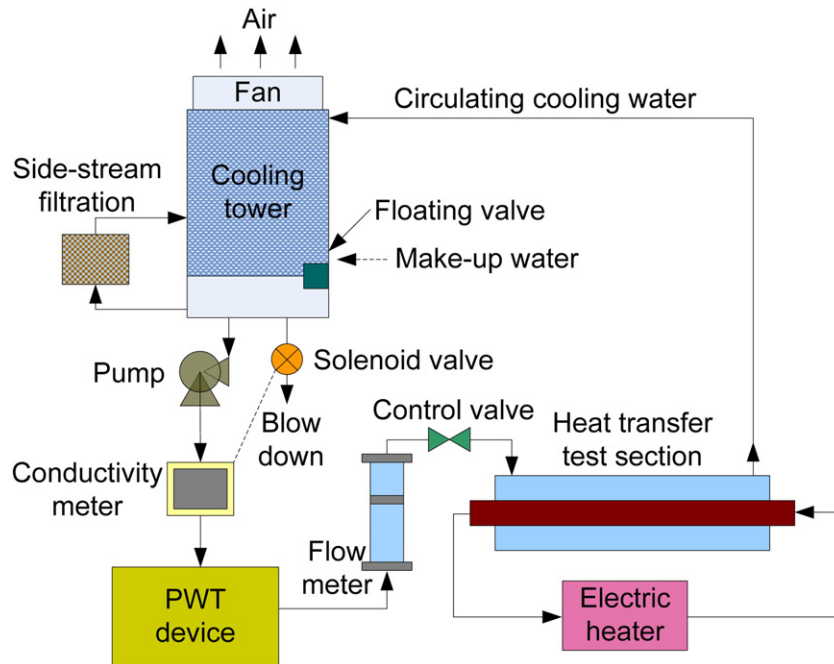 Air
Fan
Circulating cooling water
Side-stream
filtration
Cooling
tower
Floating valve
Make-up water
Pump
Solenoid valve
Blow
down
Control valve
Heat transfer
test section
Conductivity
meter
Flow
meter
PWT
device
Electric
heater